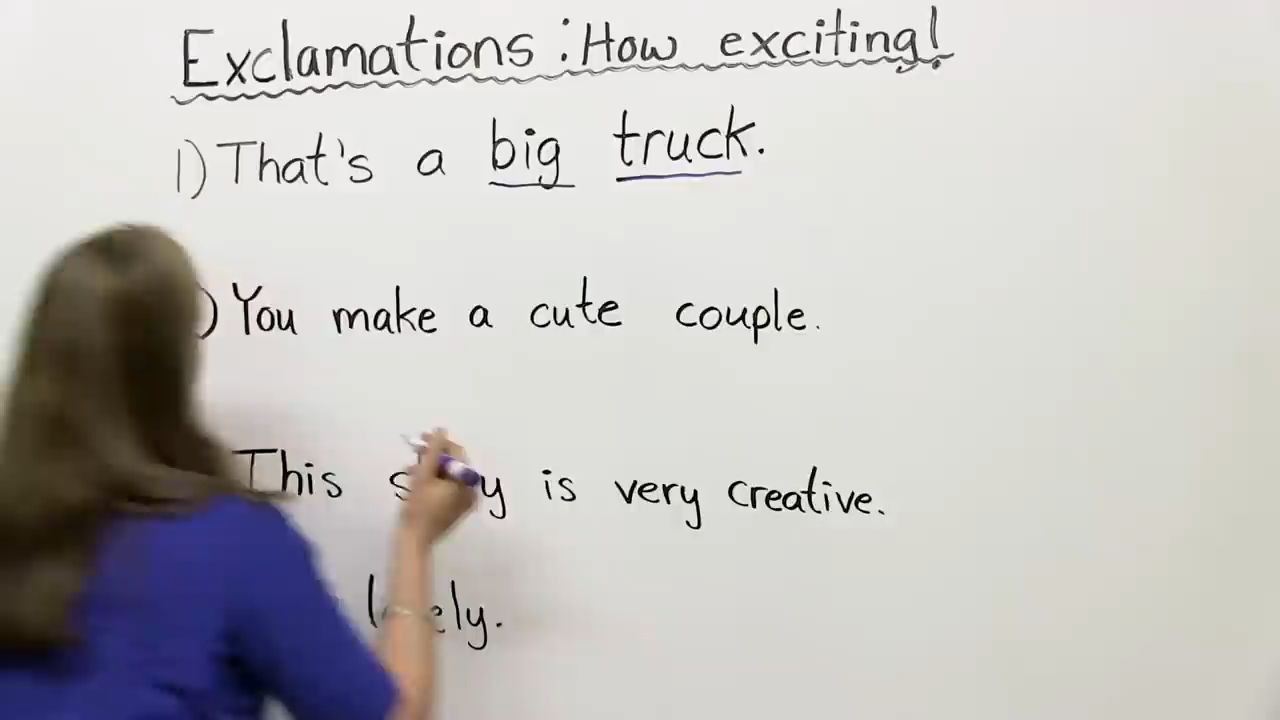 Exclamations: How exciting!
1) That's a big truck.
) You make a cute couple.
This is very creative.